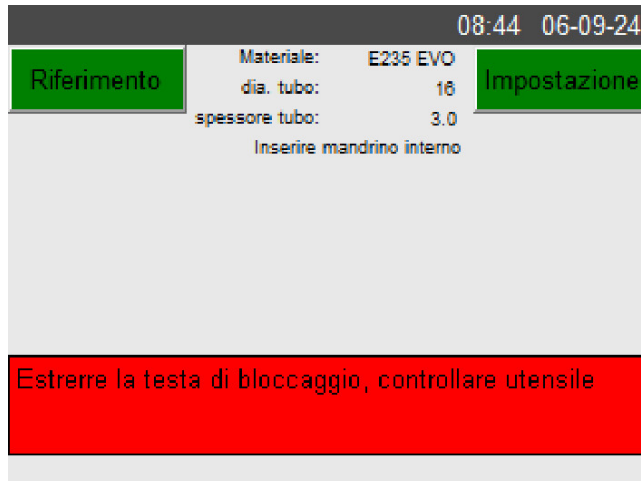 08:44 06-09-24
Riferimento
Materiale: E235 EVO
dia. tubo: 16
spessore tubo: 3.0
Inserire mandrino interno
Impostazione
Estrerre la testa di bloccaggio, controllare utensile